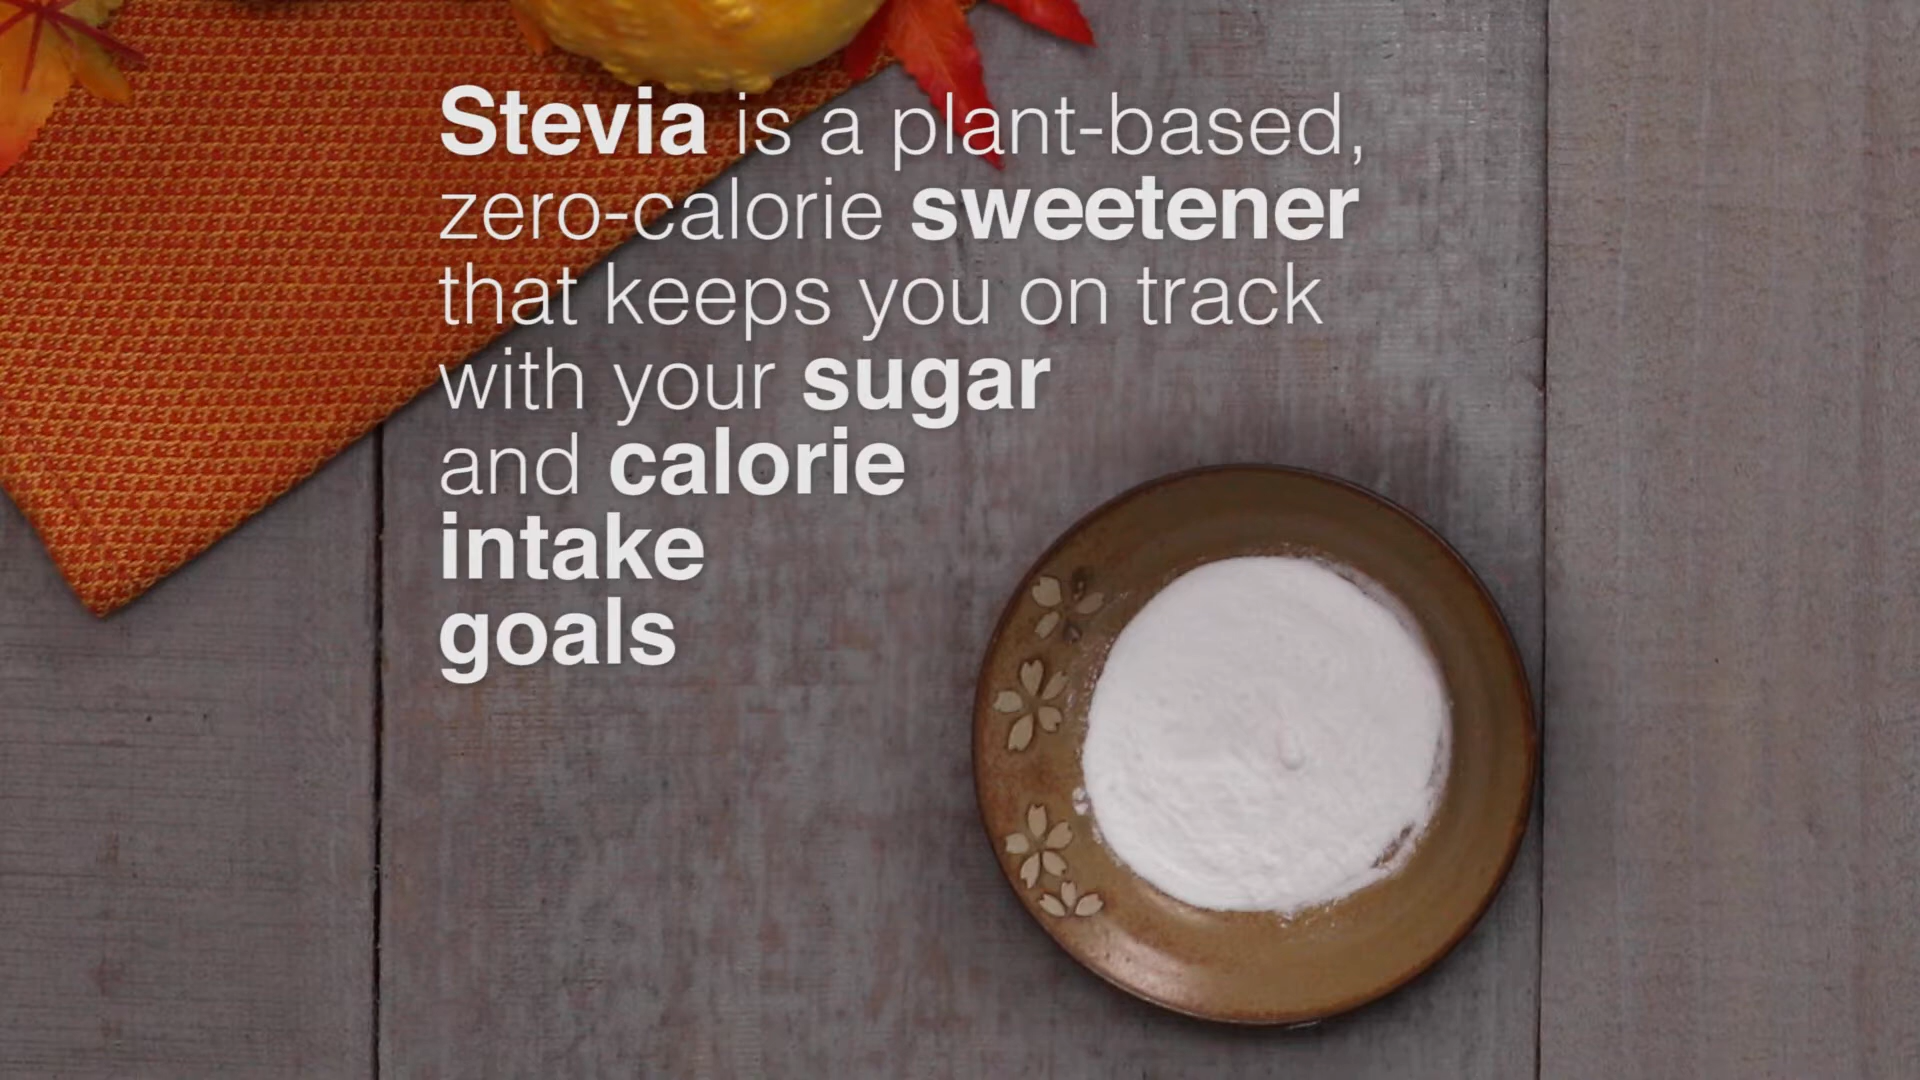 Stevia is a plant-based,
zero-calorie sweetener
that keeps you on track
with your sugar
and calorie
intake
goals